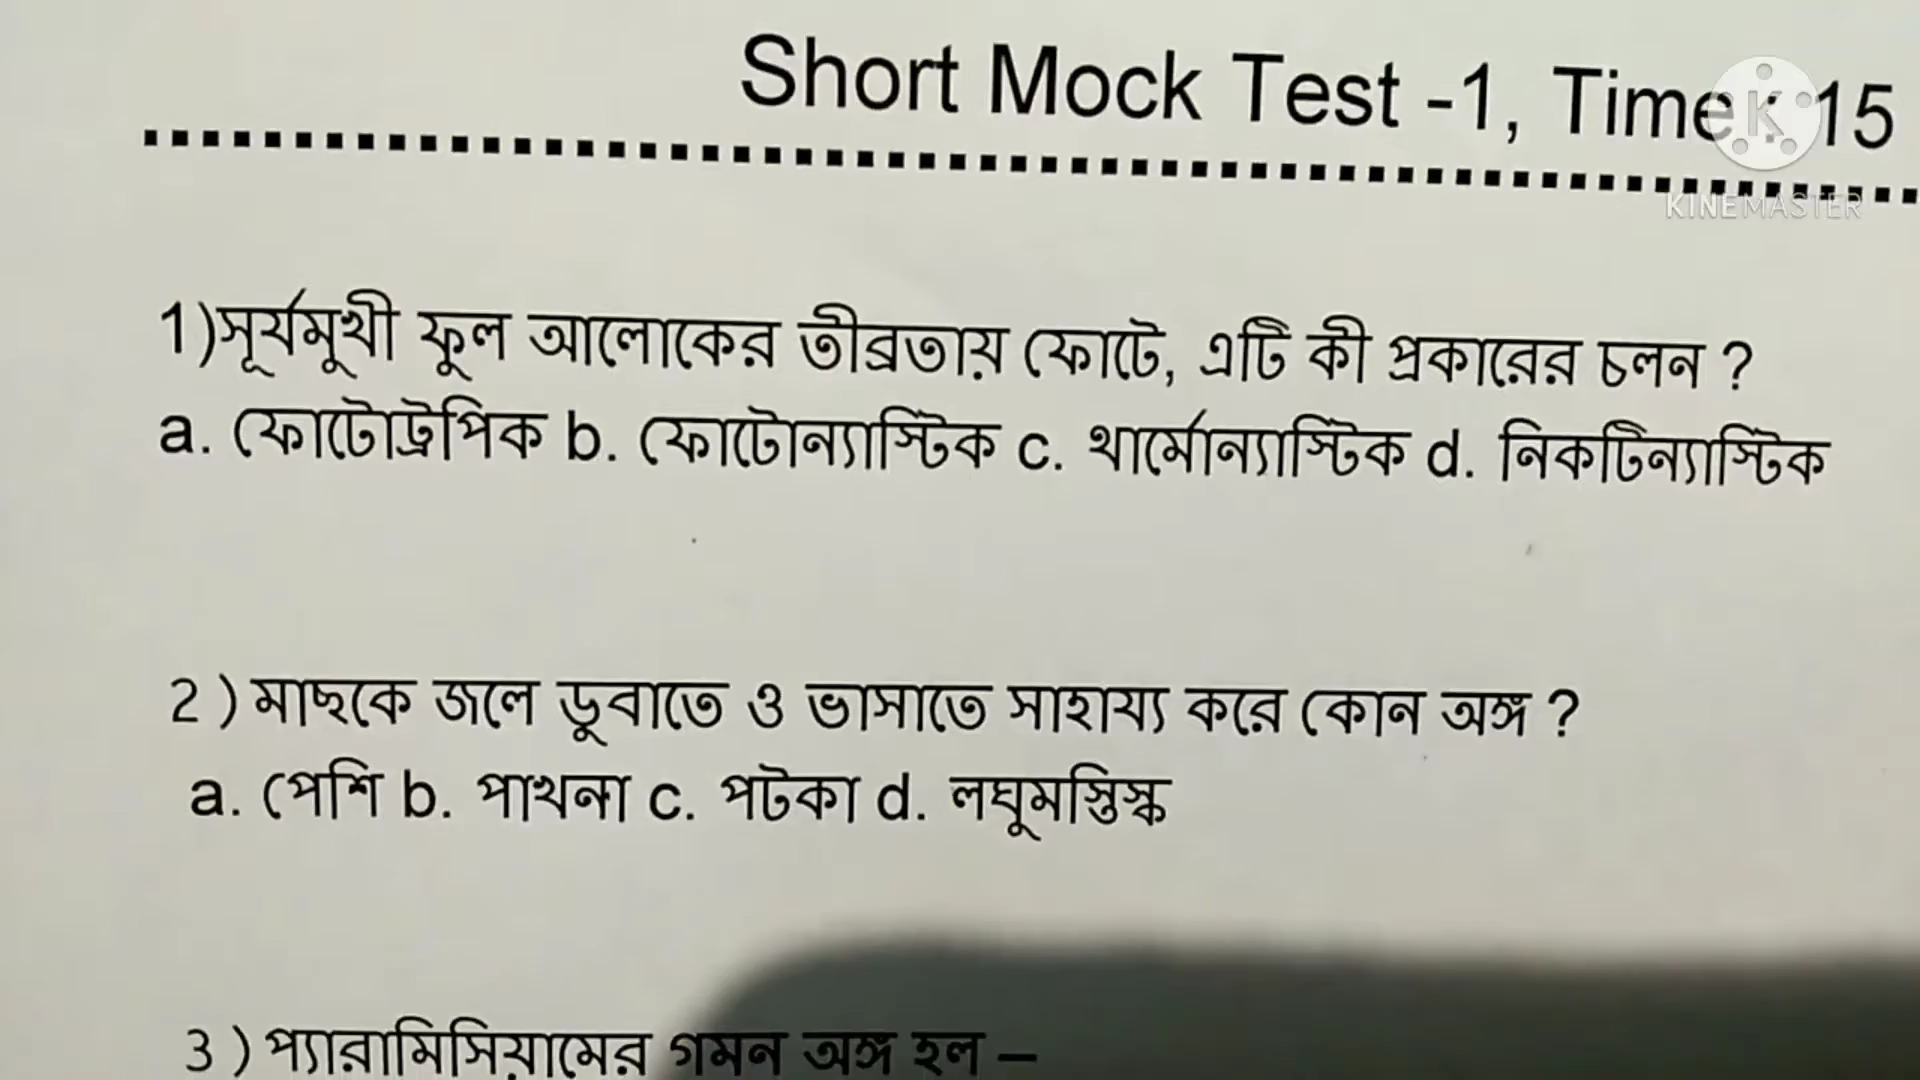 Short Mock Test -1, Time : 15
KINEMASTER
1)সূর্যমুখী ফুল আলোকের তীব্রতায় ফোটে, এটি কী প্রকারের চলন ?
a. ফোটোট্রপিক b. ফোটোন্যাস্টিক c. থার্মোন্যাস্টিক d. নিকটিন্যাস্টিক
2 ) মাছকে জলে ডুবাতে ও ভাসাতে সাহায্য করে কোন অঙ্গ ?
a. পেশি b. পাখনা c. পটকা d. লঘুমস্তিস্ক
3 ) প্যারামিসিয়ামের গমন অঙ্গ হল —